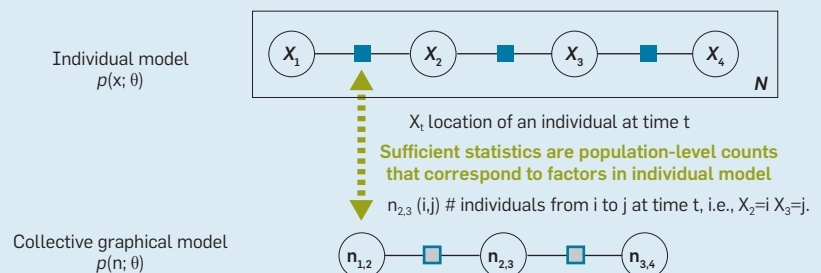 Individual model
p(x; θ)
X1 X2 X3 X4
N
Xt location of an individual at time t
Sufficient statistics are population-level counts
that correspond to factors in individual model
n2,3 (i,j) # individuals from i to j at time t, i.e., X2=i X3=j.
Collective graphical model
p(n; θ)
n1,2 n2,3 n3,4